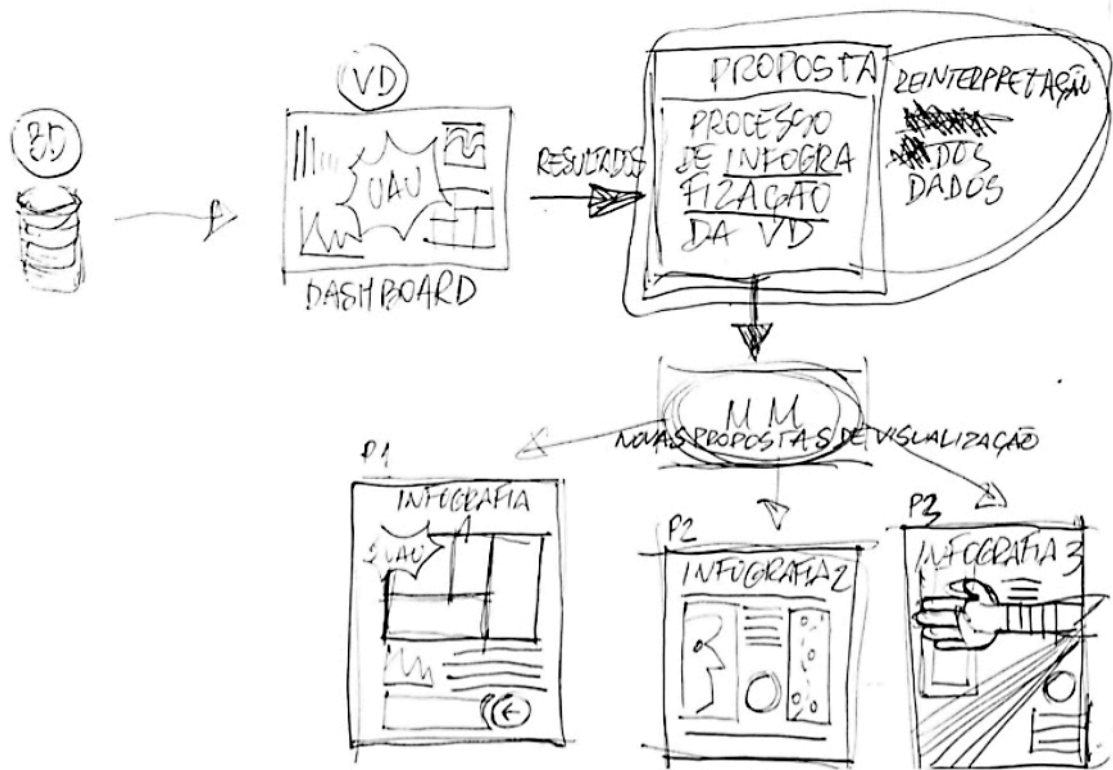 BD
VD
UAU
DASHBOARD
RESULTADOS
PROPOSTA
PROCESSO
DE INFOGRA
FIZAÇÃO
DA VD
REINTERPRETAÇÃO
DOS
DADOS
MM
NOVAS PROPOSTAS DE VISUALIZAÇÃO
P1
INFOGRAFIA
UAU
P2
INFOGRAFIA 2
P3
INFOGRAFIA 3